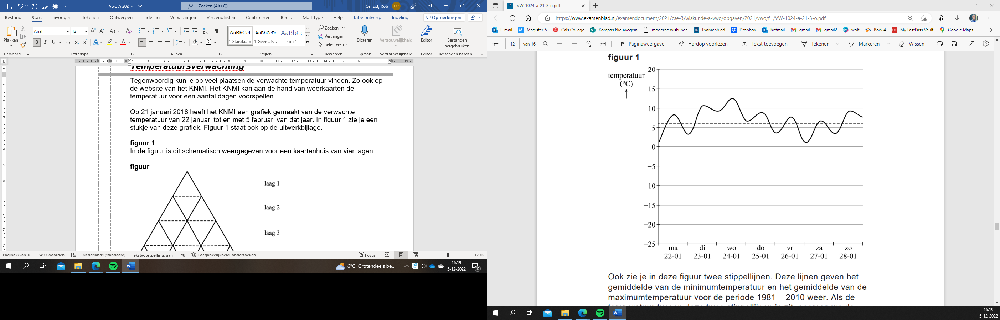 Vwo A 2021~III
Zoeken (Alt+Q)
Onrust, Rob
OR
Bestand Start Invoegen Tekenen Ontwerpen Indeling Verwijzingen Verzendlijsten Controleren Beeld MathType Help Tabelontwerp Indeling Opmerkingen
Plakken
Arial 12
AaBbCcI AaBbCcDc AaBbCc
¶ Standaard ¶ Geen afs... Kop 1
Zoeken
Vervangen
Selecteren
Dicteren
Vertrouwelijkheid
Editor
Bestanden hergebruiken
Klembord Lettertype Alinea Stijlen Bewerken Spraak Vertrouwelijkheid Editor Bestanden hergeb...
Temperatuursverwachting
Tegenwoordig kun je op veel plaatsen de verwachte temperatuur vinden. Zo ook op
de website van het KNMI. Het KNMI kan aan de hand van weerkaarten de
temperatuur voor een aantal dagen voorspellen.
Op 21 januari 2018 heeft het KNMI een grafiek gemaakt van de verwachte
temperatuur van 22 januari tot en met 5 februari van dat jaar. In figuur 1 zie je een
stukje van deze grafiek. Figuur 1 staat ook op de uitwerkbijlage.
figuur 1
In de figuur is dit schematisch weergegeven voor een kaartenhuis van vier lagen.
figuur
laag 1
laag 2
laag 3
Pagina 8 van 16 3499 woorden Nederlands (standaard) Tekstvoorspelling: aan Toegankelijkheid: onderzoeken Focus 120%
6°C Grotendeels be...
16:19
5-12-2022
2
VW-1024-a-21-3-o.pdf
https://www.examenblad.nl/examendocument/2021/cse-3/wiskunde-a-vwo/opgaven/2021/vwo/f=/VW-1024-a-21-3-o.pdf
E-mail Magister 6 Cals College Kompas Nieuwegein moderne wiskunde Examenblad Dropbox hotmail gmail gmail2 wolf Bod84 My LastPass Vault Google Maps
12 van 16 Paginaweergave Hardop voorlezen Tekst toevoegen Tekenen Markeren Wissen
figuur 1
temperatuur
(°C)
20
15
10
5
0
−5
−10
−15
−20
−25
ma di wo do vr za zo
22-01 23-01 24-01 25-01 26-01 27-01 28-01
Ook zie je in deze figuur twee stippellijnen. Deze lijnen geven het
gemiddelde van de minimumtemperatuur en het gemiddelde van de
maximumtemperatuur voor de periode 1981 – 2010 weer. Als de
16:19
5-12-2022